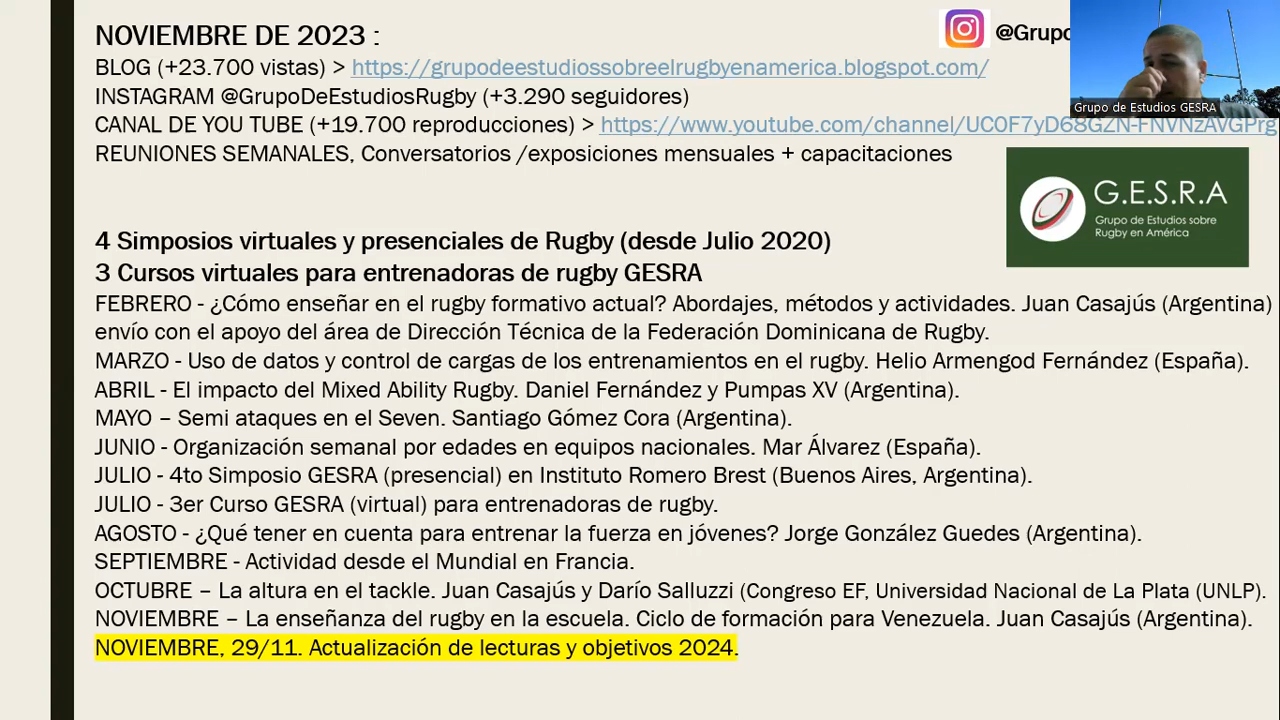 NOVIEMBRE DE 2023 :
@Grupo
BLOG (+23.700 vistas) > https://grupodeestudiossobreelrugbyenamerica.blogspot.com/
INSTAGRAM @GrupoDeEstudiosRugby (+3.290 seguidores)
Grupo de Estudios GESRA
CANAL DE YOU TUBE (+19.700 reproducciones) > https://www.youtube.com/channel/UC0F7yD68GZN-FNVNzAVGPrg
REUNIONES SEMANALES, Conversatorios /exposiciones mensuales + capacitaciones
G.E.S.R.A
Grupo de Estudios sobre
Rugby en América
4 Simposios virtuales y presenciales de Rugby (desde Julio 2020)
3 Cursos virtuales para entrenadoras de rugby GESRA
FEBRERO - ¿Cómo enseñar en el rugby formativo actual? Abordajes, métodos y actividades. Juan Casajús (Argentina)
envío con el apoyo del área de Dirección Técnica de la Federación Dominicana de Rugby.
MARZO - Uso de datos y control de cargas de los entrenamientos en el rugby. Helio Armengod Fernández (España).
ABRIL - El impacto del Mixed Ability Rugby. Daniel Fernández y Pumpas XV (Argentina).
MAYO – Semi ataques en el Seven. Santiago Gómez Cora (Argentina).
JUNIO - Organización semanal por edades en equipos nacionales. Mar Álvarez (España).
JULIO - 4to Simposio GESRA (presencial) en Instituto Romero Brest (Buenos Aires, Argentina).
JULIO - 3er Curso GESRA (virtual) para entrenadoras de rugby.
AGOSTO - ¿Qué tener en cuenta para entrenar la fuerza en jóvenes? Jorge González Guedes (Argentina).
SEPTIEMBRE - Actividad desde el Mundial en Francia.
OCTUBRE – La altura en el tackle. Juan Casajús y Darío Salluzzi (Congreso EF, Universidad Nacional de La Plata (UNLP).
NOVIEMBRE – La enseñanza del rugby en la escuela. Ciclo de formación para Venezuela. Juan Casajús (Argentina).
NOVIEMBRE, 29/11. Actualización de lecturas y objetivos 2024.